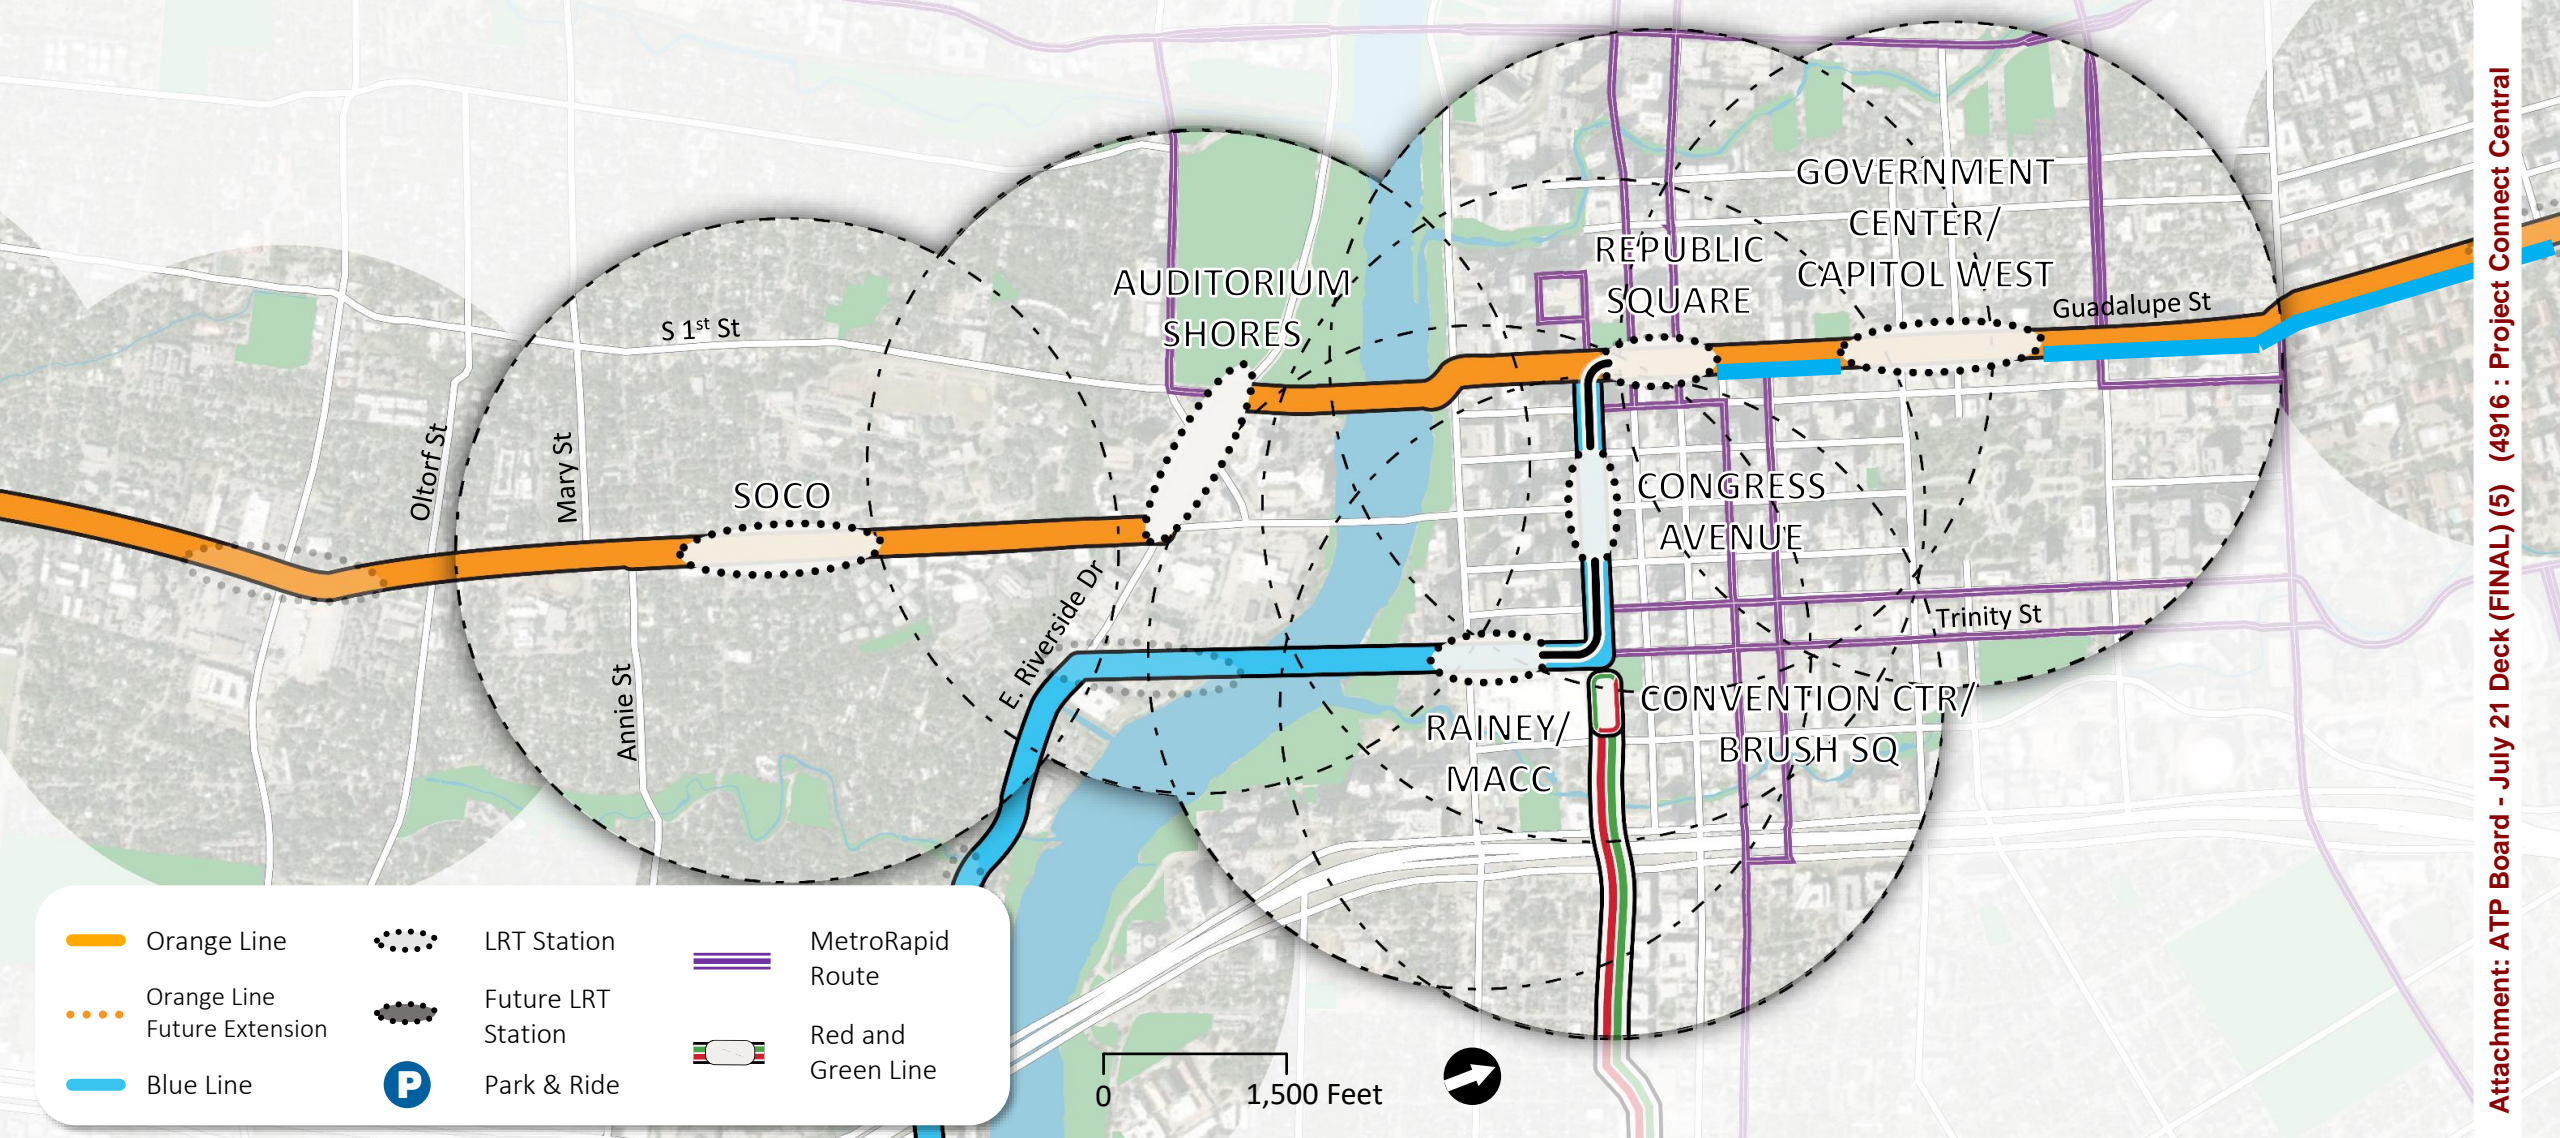 GOVERNMENT
CENTER/
CAPITOL WEST
REPUBLIC
SQUARE
AUDITORIUM
SHORES
Guadalupe St
S 1st St
Oltorf St
Mary St
SOCO
CONGRESS
AVENUE
E. Riverside Dr
Trinity St
Annie St
RAINEY/
MACC
CONVENTION CTR/
BRUSH SQ
Orange Line
Orange Line
Future Extension
Blue Line
LRT Station
Future LRT
Station
P
Park & Ride
MetroRapid
Route
Red and
Green Line
0
1,500 Feet
Attachment: ATP Board - July 21 Deck (FINAL) (5) (4916 : Project Connect Central